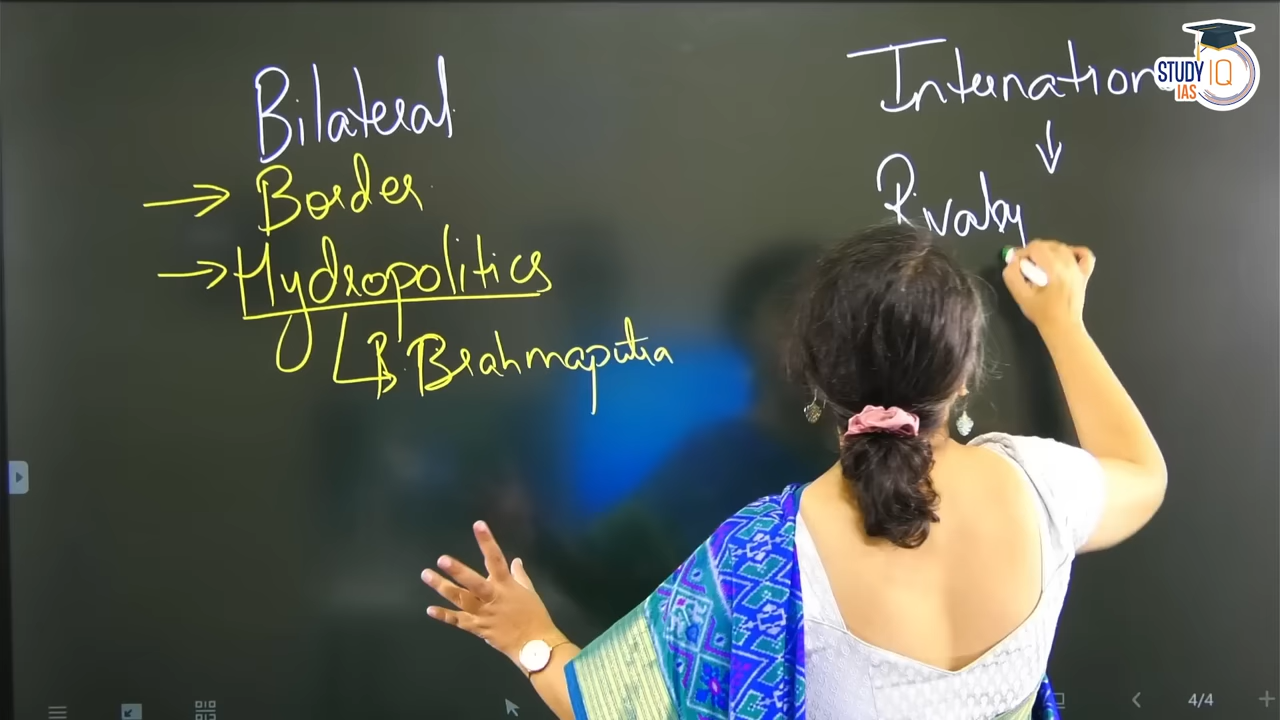 Bilateral
→ Border
→ Hydropolitics
B Brahmaputra
Internation
↓
Rivalry
STUDY IQ
IAS
4/4